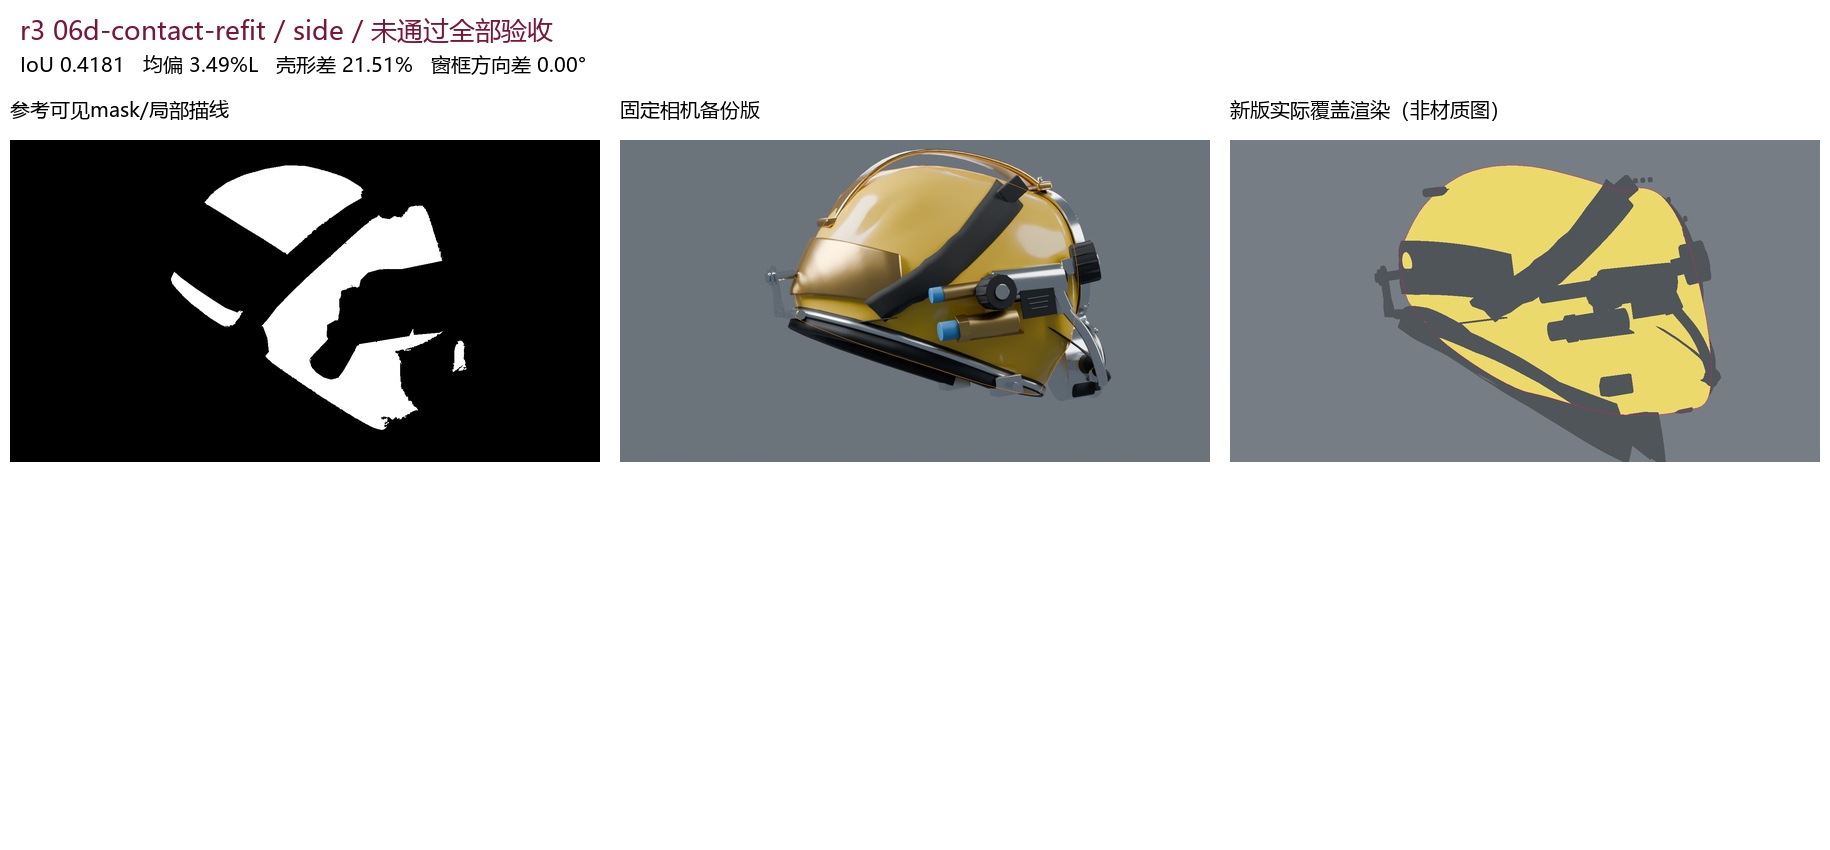 r3 06d-contact-refit / side / 未通过全部验收
IoU 0.4181 均偏 3.49%L 壳形差 21.51% 窗框方向差 0.00°
参考可见mask/局部描线
固定相机备份版
新版实际覆盖渲染（非材质图）